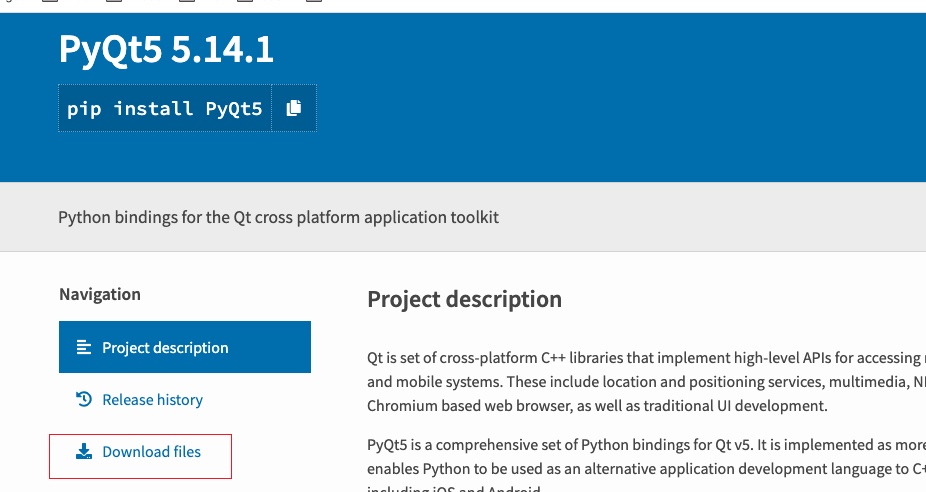 PyQt5 5.14.1
pip install PyQt5
Python bindings for the Qt cross platform application toolkit
Navigation
Project description
Release history
Download files
Project description
Qt is set of cross-platform C++ libraries that implement high-level APIs for accessing
and mobile systems. These include location and positioning services, multimedia,
Chromium based web browser, as well as traditional UI development.
PyQt5 is a comprehensive set of Python bindings for Qt v5. It is implemented as more
enables Python to be used as an alternative application development language to
including iOS and Android.